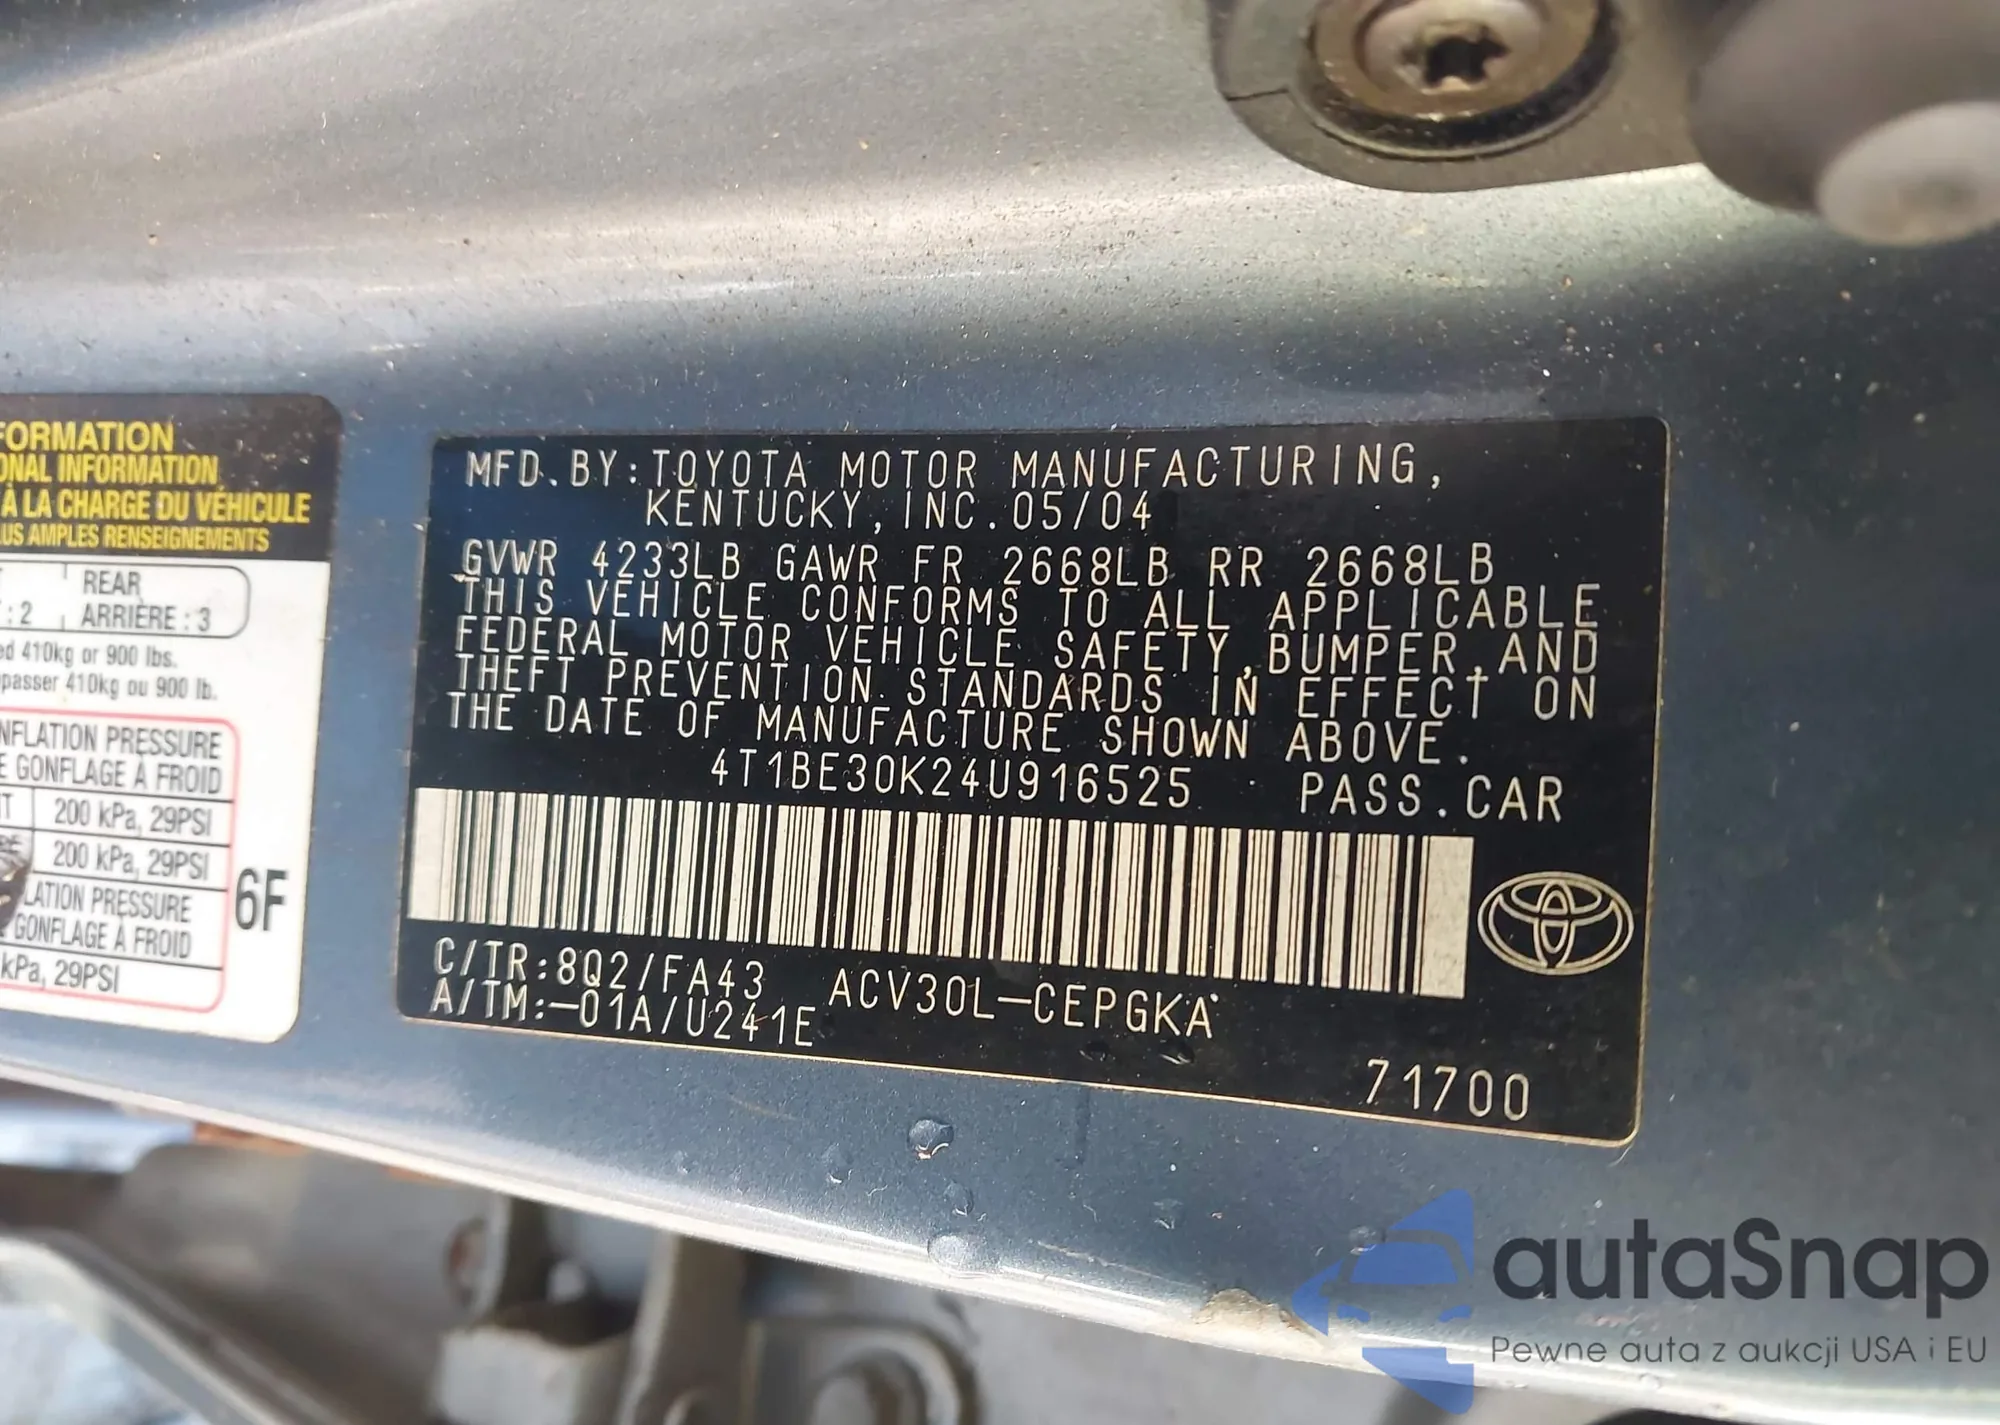 FORMATION
ONAL INFORMATION
À LA CHARGE DU VÉHICULE
LUS AMPLES RENSEIGNEMENTS
: 2
REAR
ARRIÈRE : 3
ed 410kg or 900 lbs.
passer 410kg ou 900 lb.
NFLATION PRESSURE
E GONFLAGE À FROID
NT
200 kPa, 29PSI
200 kPa, 29PSI
LATION PRESSURE
GONFLAGE À FROID
kPa, 29PSI
6F
MFD.BY:TOYOTA MOTOR MANUFACTURING,
KENTUCKY,INC.05/04
GVWR 4233LB GAWR FR 2668LB RR 2668LB
THIS VEHICLE CONFORMS TO ALL APPLICABLE
FEDERAL MOTOR VEHICLE SAFETY,BUMPER,AND
THEFT PREVENTION STANDARDS IN EFFECT ON
THE DATE OF MANUFACTURE SHOWN ABOVE.
4T1BE30K24U916525 PASS.CAR
C/TR:8Q2/FA43 ACV30L-CEPGKA
A/TM:-01A/U241E
71700
autaSnap
Pewne auta z aukcji USA i EU